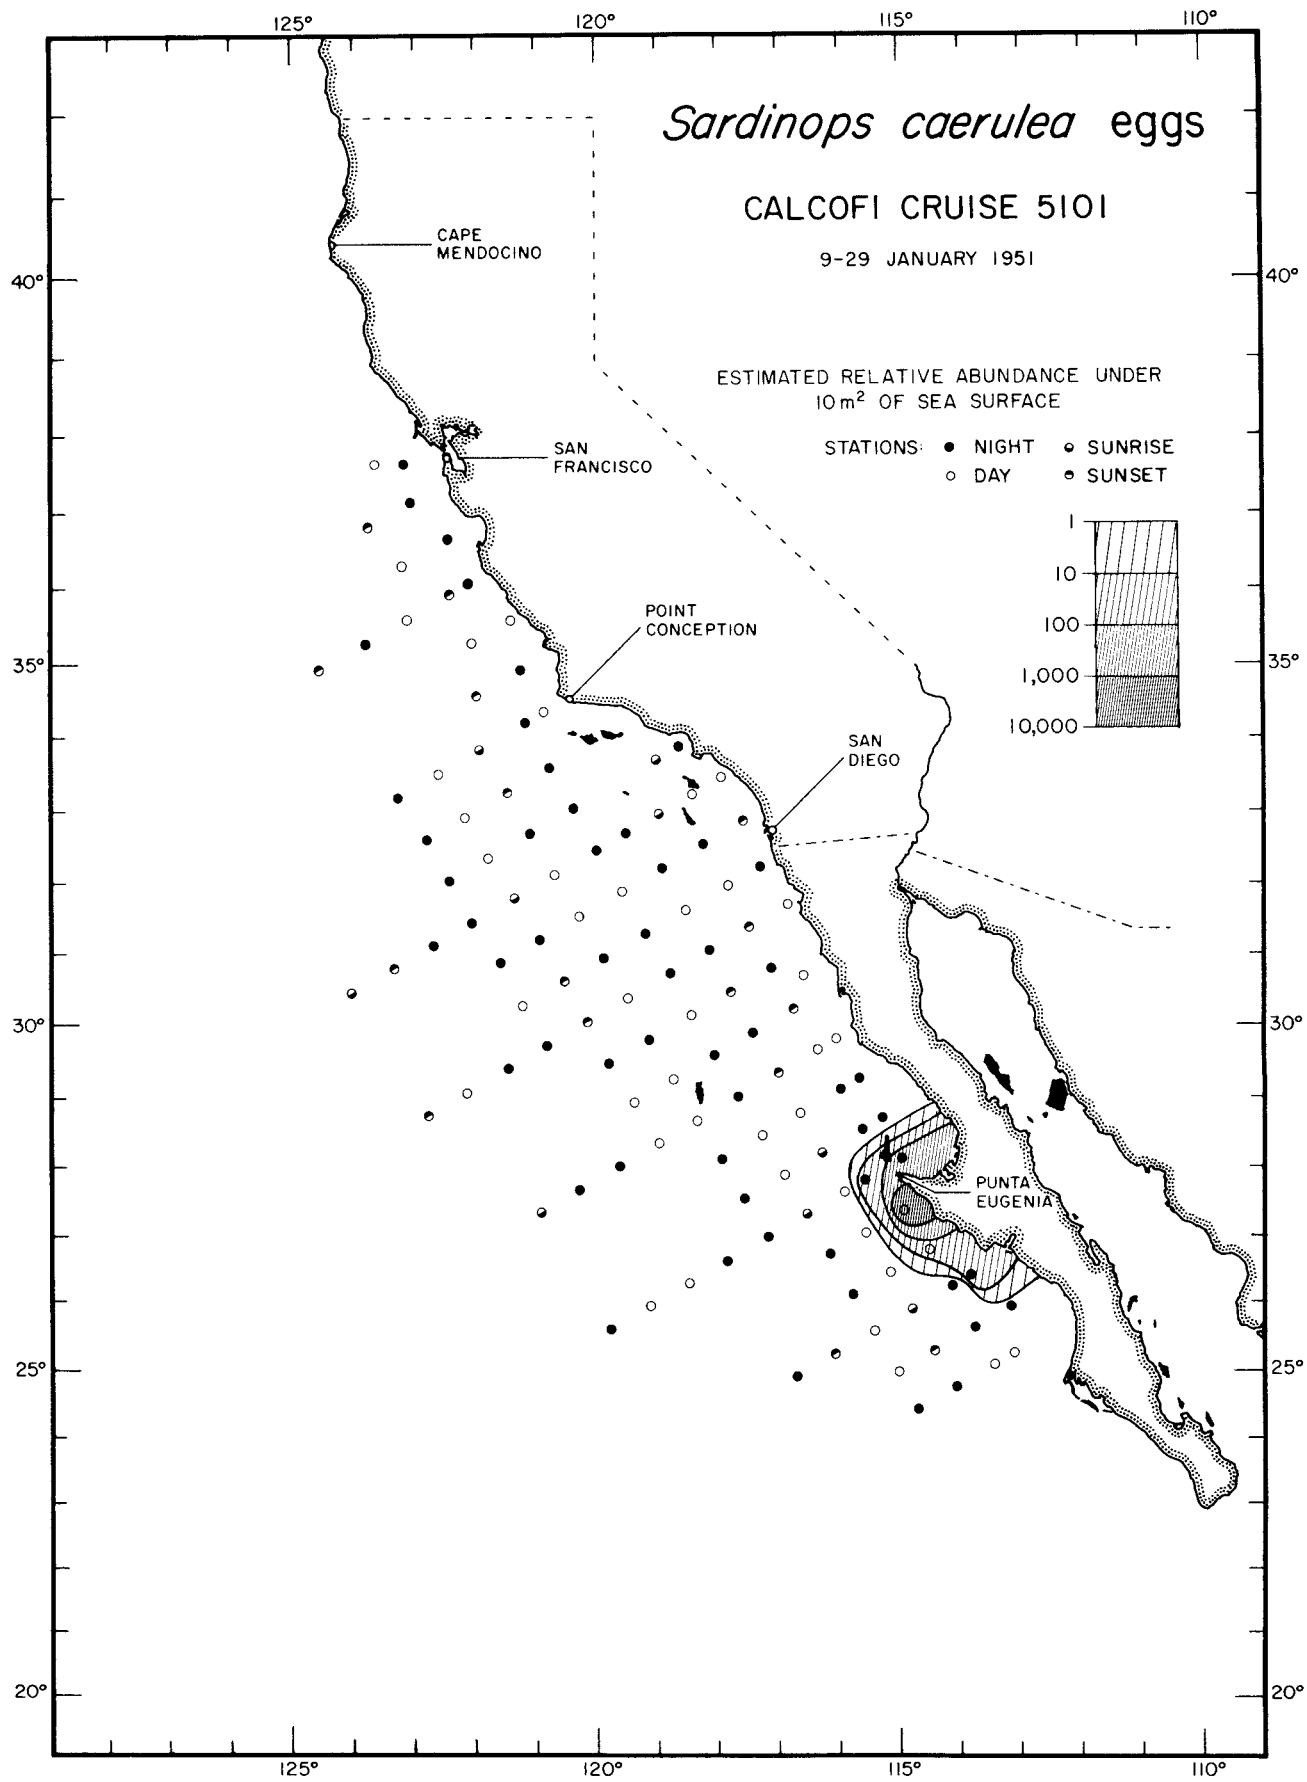 125° 120° 115° 110°
Sardinops caerulea eggs
CALCOFI CRUISE 5101
9-29 JANUARY 1951
CAPE
MENDOCINO
40° 40°
ESTIMATED RELATIVE ABUNDANCE UNDER
10m² OF SEA SURFACE
STATIONS: ● NIGHT ◒ SUNRISE
○ DAY ◓ SUNSET
SAN
FRANCISCO
1
10
100
1,000
10,000
POINT
CONCEPTION
35° 35°
SAN
DIEGO
30° 30°
PUNTA
EUGENIA
25° 25°
20° 20°
125° 120° 115° 110°